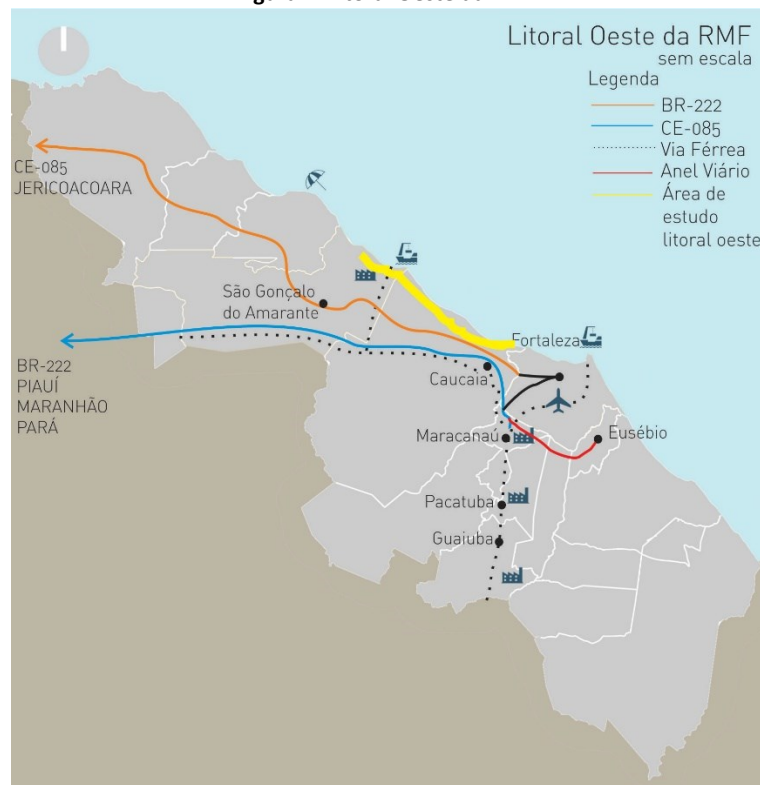 Litoral Oeste da RMF
sem escala
Legenda
BR-222
CE-085
Via Férrea
Anel Viário
Área de
estudo
litoral oeste
CE-085
JERICOACOARA
São Gonçalo
do Amarante
Fortaleza
BR-222
PIAUÍ
MARANHÃO
PARÁ
Caucaia
Maracanaú
Eusébio
Pacatuba
Guaiuba